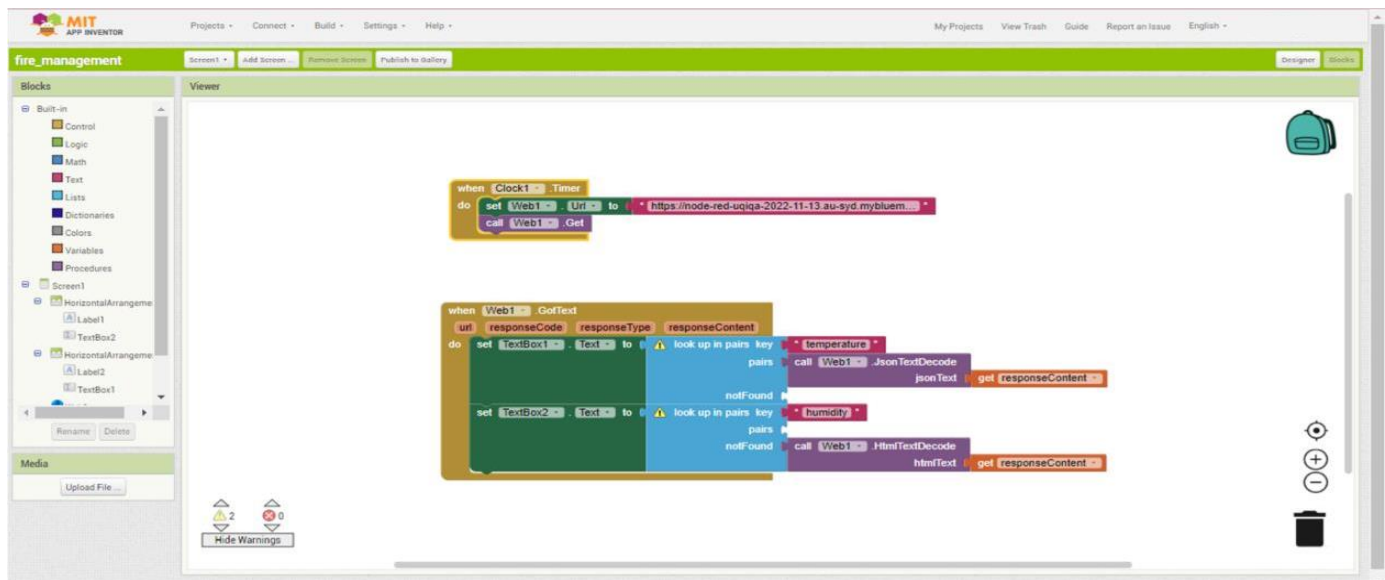 MIT
APP INVENTOR
Projects Connect Build Settings Help My Projects View Trash Guide Report an Issue English
fire_management Screen1 Add Screen ... Remove Screen Publish to Gallery Designer Blocks
Blocks
Viewer
Built-in
Control
Logic
Math
Text
Lists
Dictionaries
Colors
Variables
Procedures
Screen1
HorizontalArrangeme
Label1
TextBox2
HorizontalArrangeme
Label2
TextBox1
Rename Delete
Media
Upload File ...
when Clock1 .Timer
do set Web1 . Url to " https://node-red-uqiqa-2022-11-13.au-syd.mybluem... "
call Web1 .Get
when Web1 .GotText
url responseCode responseType responseContent
do set TextBox1 . Text to look up in pairs key " temperature "
pairs call Web1 .JsonTextDecode
jsonText get responseContent
notFound
set TextBox2 . Text to look up in pairs key " humidity "
pairs
notFound call Web1 .HtmlTextDecode
htmlText get responseContent
2 0
Hide Warnings